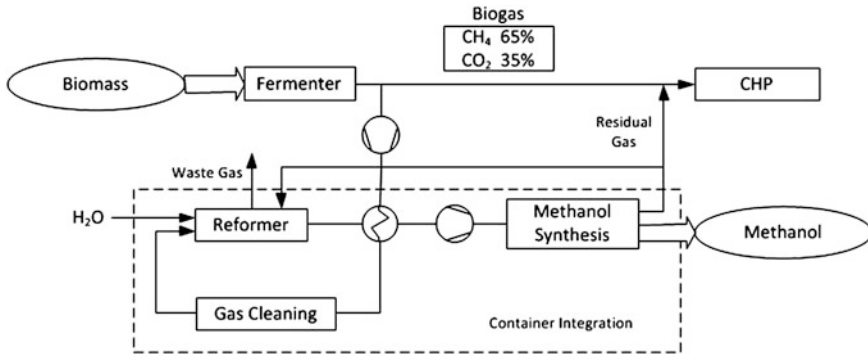 Biogas
CH₄ 65%
CO₂ 35%
Biomass
Fermenter
CHP
Residual
Gas
Waste Gas
H₂O
Reformer
Methanol
Synthesis
Methanol
Gas Cleaning
Container Integration